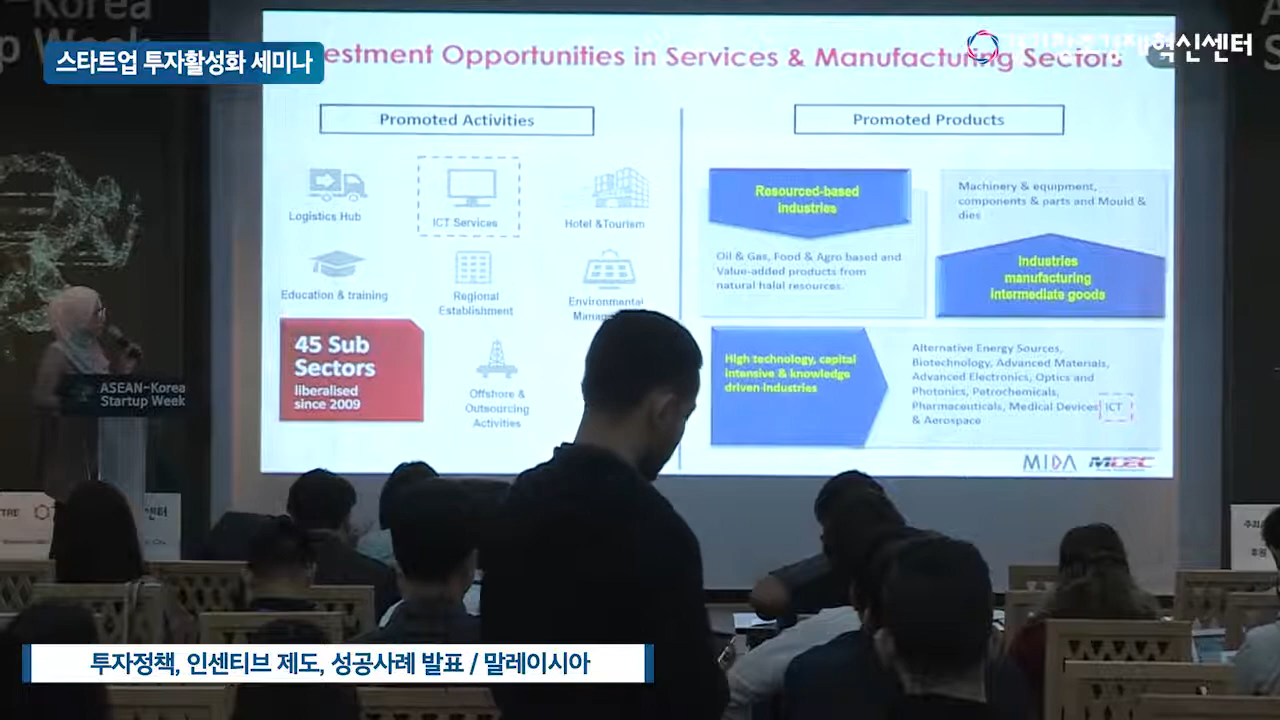 -Korea
스타트업 투자활성화 세미나
estment Opportunities in Services & Manufacturing Sectors
혁신센터
Promoted Activities
Promoted Products
Logistics Hub
ICT Services
Hotel &Tourism
Education & training
Regional
Establishment
Environmental
45 Sub
Sectors
liberalised
since 2009
Offshore &
Outsourcing
Activities
Resourced-based
industries
Oil & Gas, Food & Agro based and
Value-added products from
natural halal resources.
Machinery & equipment,
components & parts and Mould &
dies
Industries
manufacturing
intermediate goods
High technology, capital
intensive & knowledge
driven industries
Alternative Energy Sources,
Biotechnology, Advanced Materials,
Advanced Electronics, Optics and
Photonics, Petrochemicals,
Pharmaceuticals, Medical Devices ICT
& Aerospace
MIDA MDEC
ASEAN-Korea
Startup Week
투자정책, 인센티브 제도, 성공사례 발표 / 말레이시아